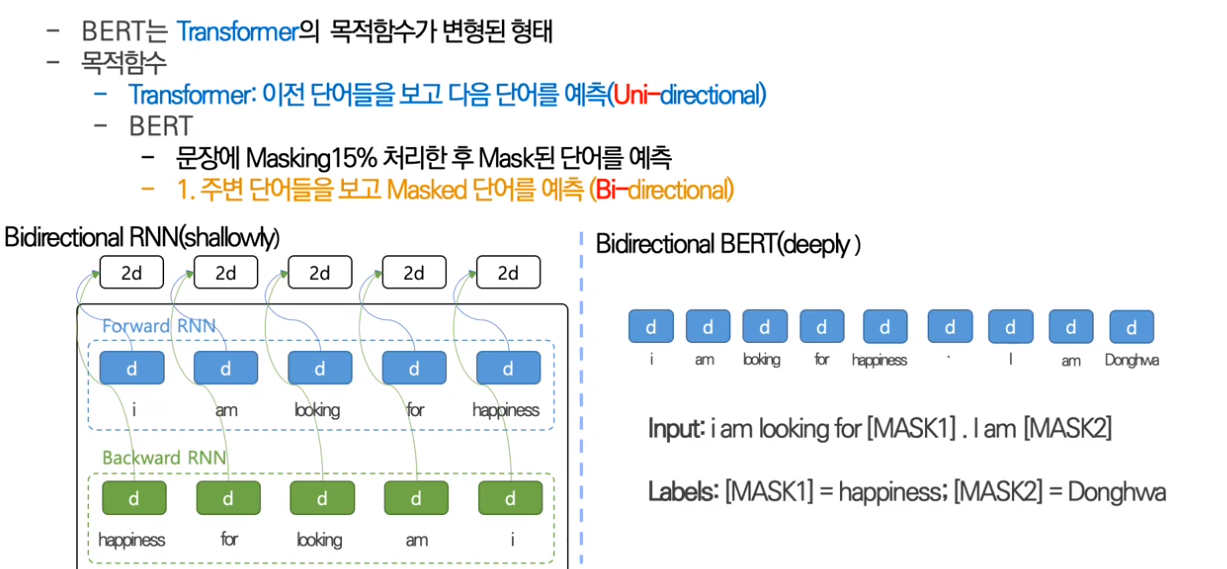 - BERT는 Transformer의 목적함수가 변형된 형태
- 목적함수
- Transformer: 이전 단어들을 보고 다음 단어를 예측(Uni-directional)
- BERT
- 문장에 Masking15% 처리한 후 Mask된 단어를 예측
- 1. 주변 단어들을 보고 Masked 단어를 예측 (Bi-directional)
Bidirectional RNN(shallowly)
2d 2d 2d 2d 2d
Forward RNN
d d d d d
i am looking for happiness
Backward RNN
d d d d d
happiness for looking am i
Bidirectional BERT(deeply )
d d d d d d d d d
i am looking for happiness . I am Donghwa
Input: i am looking for [MASK1] . I am [MASK2]
Labels: [MASK1] = happiness; [MASK2] = Donghwa